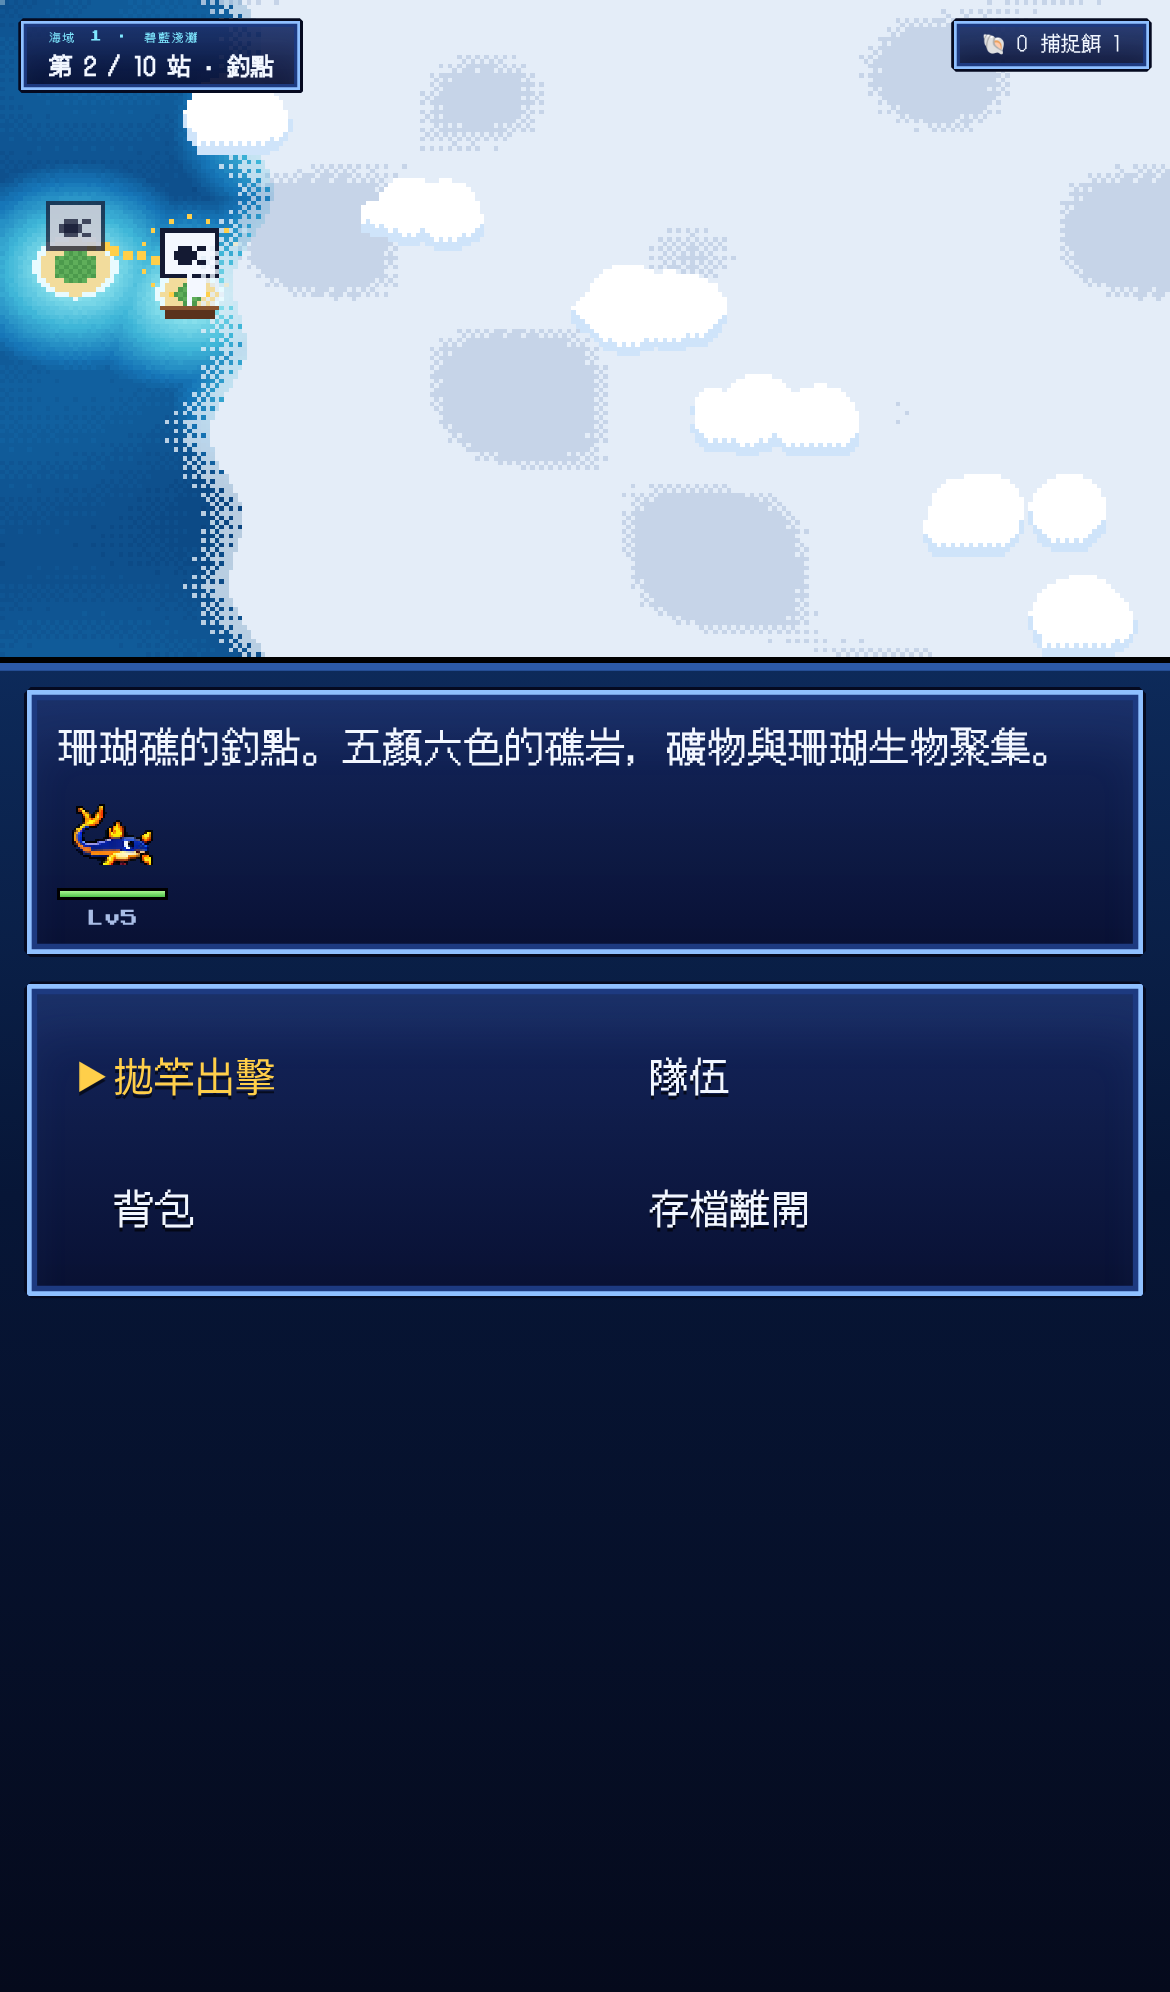 海域 1 · 碧藍淺灘
第 2 / 10 站 · 釣點
0 捕捉餌 1
珊瑚礁的釣點。五顏六色的礁岩，礦物與珊瑚生物聚集。
Lv5
▶拋竿出擊
隊伍
背包
存檔離開